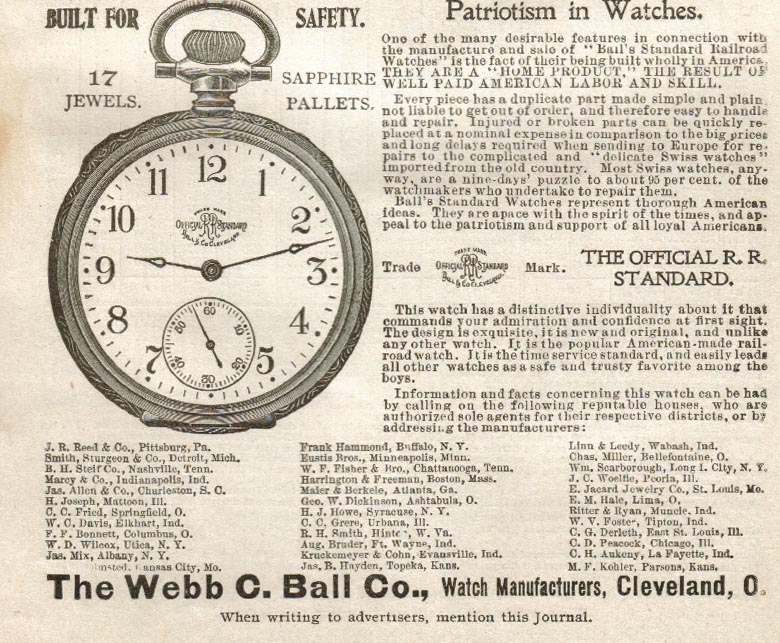 BUILT FOR SAFETY.
17 JEWELS.
SAPPHIRE PALLETS.
12
1
2
3
4
5
7
8
9
10
11
60
10
20
30
40
50
TRADE MARK
OFFICIAL RR STANDARD
BALL & CO CLEVELAND
Patriotism in Watches.
One of the many desirable features in connection with
the manufacture and sale of "Ball's Standard Railroad
Watches" is the fact of their being built wholly in America.
THEY ARE A "HOME PRODUCT," THE RESULT OF
WELL PAID AMERICAN LABOR AND SKILL.
Every piece has a duplicate part made simple and plain,
not liable to get out of order, and therefore easy to handle
and repair. Injured or broken parts can be quickly re-
placed at a nominal expense in comparison to the big prices
and long delays required when sending to Europe for re-
pairs to the complicated and "delicate Swiss watches"
imported from the old country. Most Swiss watches, any-
way, are a nine-days' puzzle to about 95 per cent. of the
watchmakers who undertake to repair them.
Ball's Standard Watches represent thorough American
ideas. They are apace with the spirit of the times, and ap-
peal to the patriotism and support of all loyal Americans.
Trade
TRADE MARK
OFFICIAL RR STANDARD
BALL & CO CLEVELAND
Mark.
THE OFFICIAL R. R.
STANDARD.
This watch has a distinctive individuality about it that
commands your admiration and confidence at first sight.
The design is exquisite, it is new and original, and unlike
any other watch. It is the popular American-made rail-
road watch. It is the time service standard, and easily leads
all other watches as a safe and trusty favorite among the
boys.
Information and facts concerning this watch can be had
by calling on the following reputable houses, who are
authorized sole agents for their respective districts, or by
addressing the manufacturers:
J. R. Reed & Co., Pittsburg, Pa.
Smith, Sturgeon & Co., Detroit, Mich.
B. H. Steif Co., Nashville, Tenn.
Marcy & Co., Indianapolis, Ind.
Jas. Allen & Co., Charleston, S. C.
H. Joseph, Mattoon, Ill.
C. C. Fried, Springfield, O.
W. C. Davis, Elkhart, Ind.
F. F. Bonnett, Columbus, O.
W. D. Wilcox, Utica, N. Y.
Jas. Mix, Albany, N. Y.
Kansas City, Mo.
Frank Hammond, Buffalo, N. Y.
Eustis Bros., Minneapolis, Minn.
W. F. Fisher & Bro., Chattanooga, Tenn.
Harrington & Freeman, Boston, Mass.
Maier & Berkele, Atlanta, Ga.
Geo. W. Dickinson, Ashtabula, O.
H. J. Howe, Syracuse, N. Y.
C. C. Grere, Urbana, Ill.
R. H. Smith, W. Va.
Aug. Bruder, Ft. Wayne, Ind.
Kruckemeyer & Cohn, Evansville, Ind.
Jas. B. Hayden, Topeka, Kans.
Linn & Leedy, Wabash, Ind.
Chas. Miller, Bellefontaine, O.
Wm. Scarborough, Long I. City, N. Y.
J. C. Woelfle, Peoria, Ill.
E. Jacard Jewelry Co., St. Louis, Mo.
E. M. Hale, Lima, O.
Ritter & Ryan, Muncie, Ind.
W. V. Foster, Tipton, Ind.
C. G. Derleth, East St. Louis, Ill.
C. D. Peacock, Chicago, Ill.
C. H. Aukeny, La Fayette, Ind.
M. F. Kohler, Parsons, Kans.
The Webb C. Ball Co., Watch Manufacturers, Cleveland, O.
When writing to advertisers, mention this Journal.